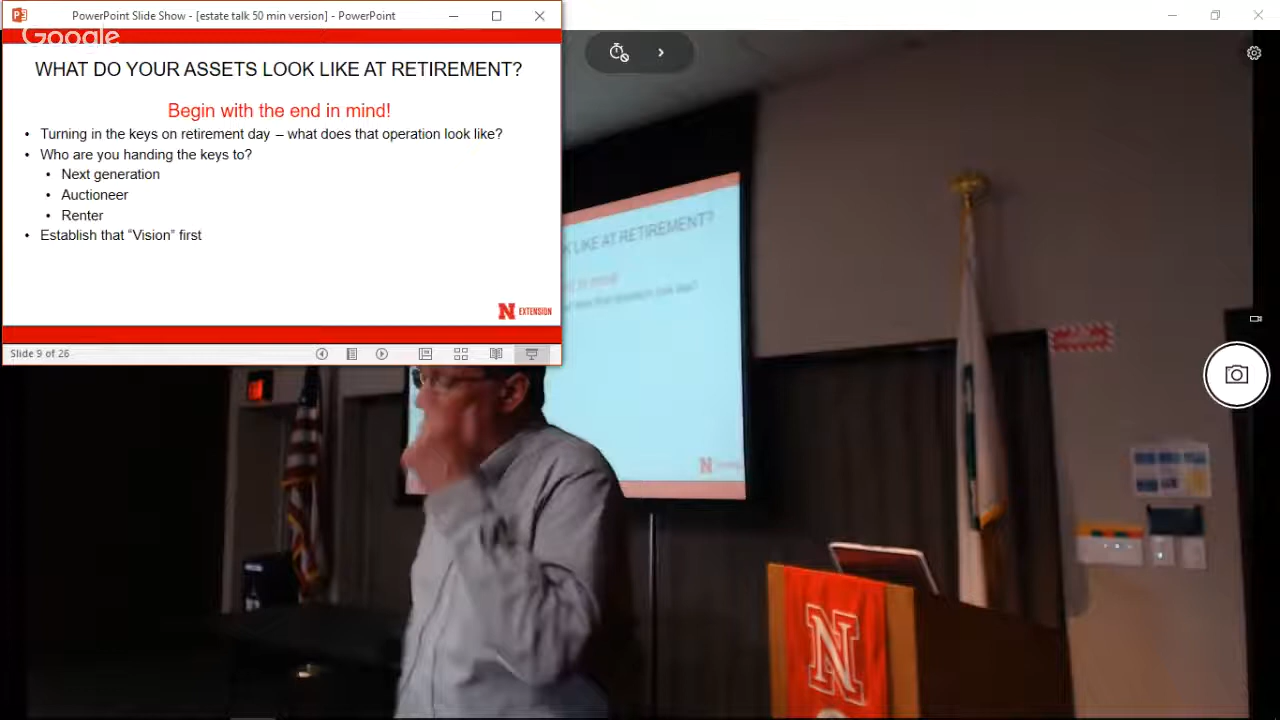 PowerPoint Slide Show - [estate talk 50 min version] - PowerPoint
Google
WHAT DO YOUR ASSETS LOOK LIKE AT RETIREMENT?
Begin with the end in mind!
• Turning in the keys on retirement day – what does that operation look like?
• Who are you handing the keys to?
• Next generation
• Auctioneer
• Renter
• Establish that “Vision” first
N EXTENSION
Slide 9 of 26
K LIKE AT RETIREMENT?
N
N